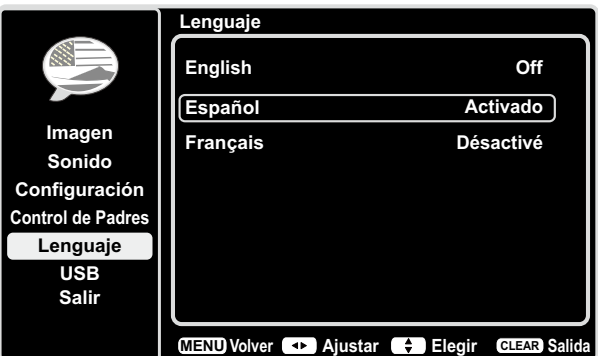 Lenguaje
English Off
Español Activado
Français Désactivé
Imagen
Sonido
Configuración
Control de Padres
Lenguaje
USB
Salir
MENU Volver Ajustar Elegir CLEAR Salida